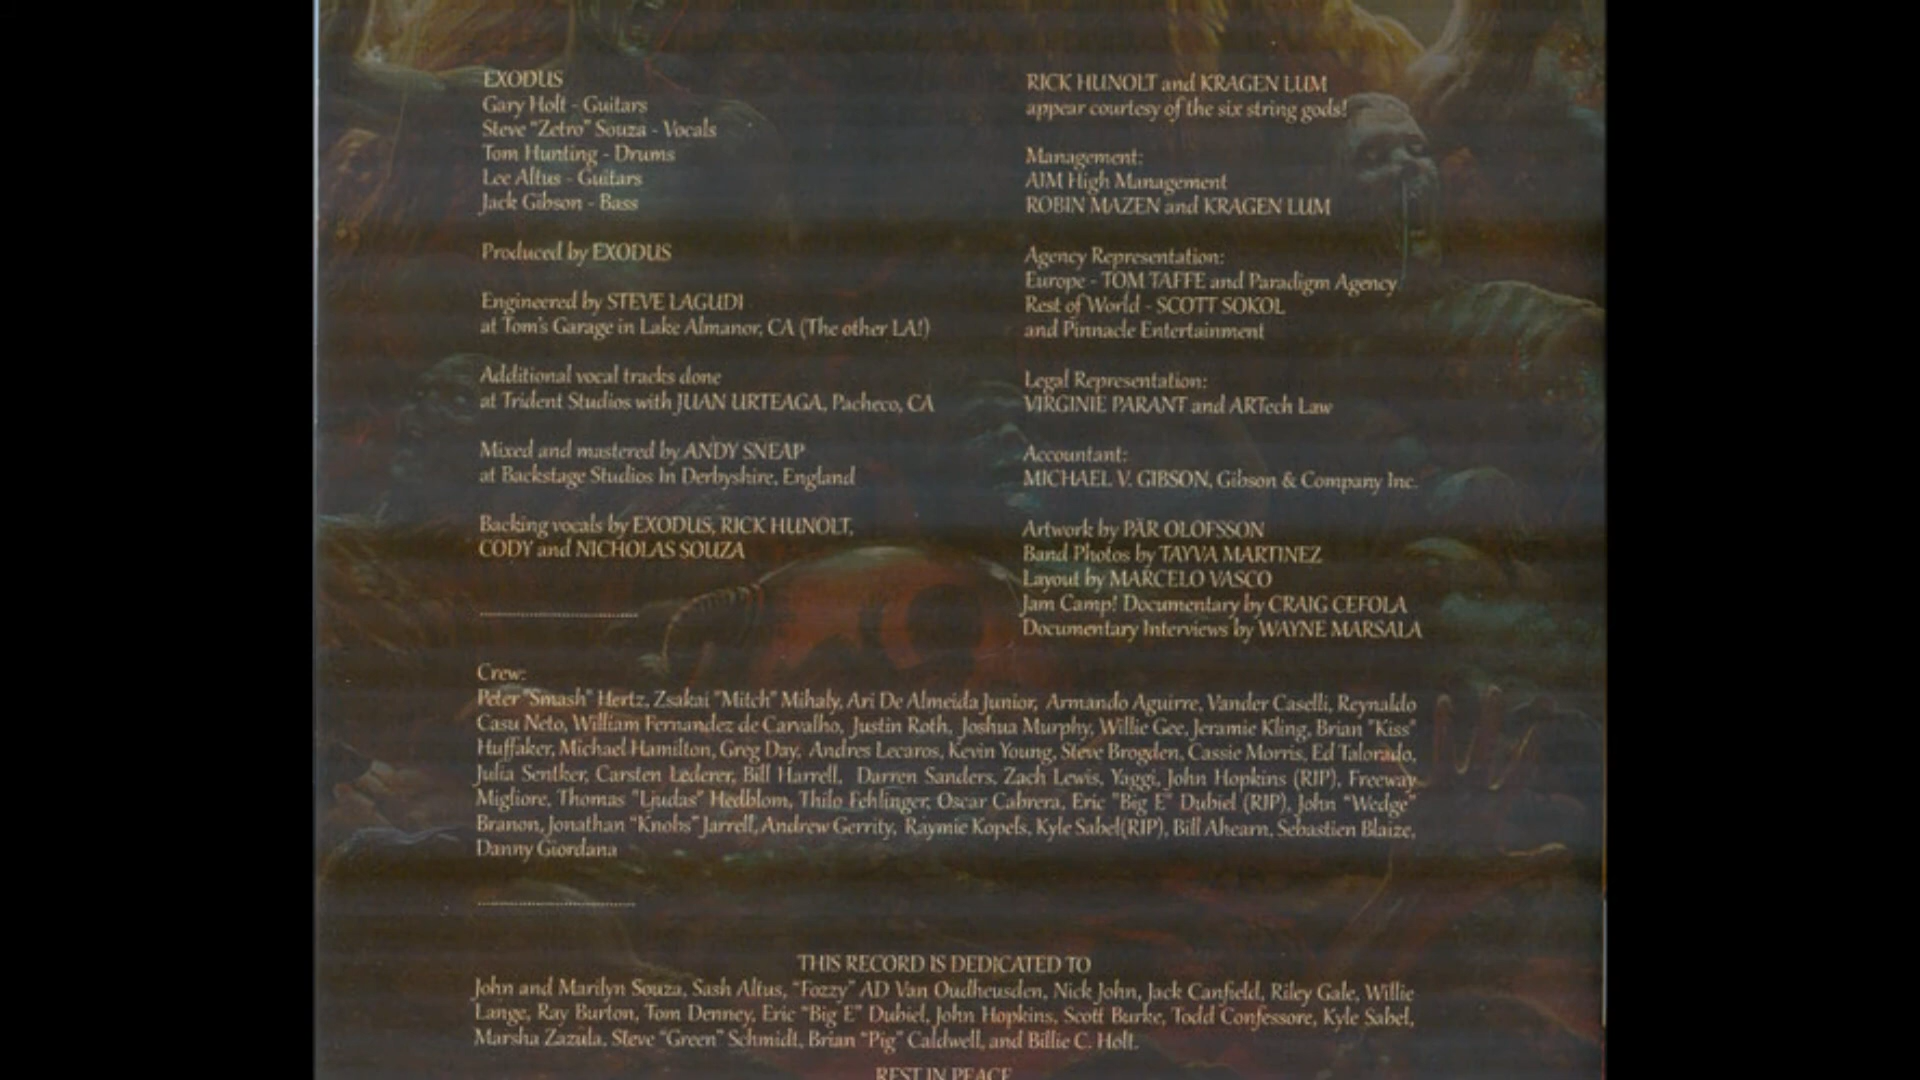 EXODUS
Gary Holt - Guitars
Steve "Zetro" Souza - Vocals
Tom Hunting - Drums
Lee Altus - Guitars
Jack Gibson - Bass
Produced by EXODUS
Engineered by STEVE LAGUDI
at Tom's Garage in Lake Almanor, CA (The other LA!)
Additional vocal tracks done
at Trident Studios with JUAN URTEAGA, Pacheco, CA
Mixed and mastered by ANDY SNEAP
at Backstage Studios In Derbyshire, England
Backing vocals by EXODUS, RICK HUNOLT,
CODY and NICHOLAS SOUZA
RICK HUNOLT and KRAGEN LUM
appear courtesy of the six string gods!
Management:
AIM High Management
ROBIN MAZEN and KRAGEN LUM
Agency Representation:
Europe - TOM TAFFE and Paradigm Agency
Rest of World - SCOTT SOKOL
and Pinnacle Entertainment
Legal Representation:
VIRGINIE PARANT and ARTech Law
Accountant:
MICHAEL V. GIBSON, Gibson & Company Inc.
Artwork by PÄR OLOFSSON
Band Photos by TAYVA MARTINEZ
Layout by MARCELO VASCO
Jam Camp! Documentary by CRAIG CEFOLA
Documentary Interviews by WAYNE MARSALA
Crew:
Peter "Smash" Hertz, Zsakai "Mitch" Mihaly, Ari De Almeida Junior, Armando Aguirre, Vander Caselli, Reynaldo
Casu Neto, William Fernandez de Carvalho, Justin Roth, Joshua Murphy, Willie Gee, Jeramie Kling, Brian "Kiss"
Huffaker, Michael Hamilton, Greg Day, Andres Lecaros, Kevin Young, Steve Brogden, Cassie Morris, Ed Talorado,
Julia Sentker, Carsten Lederer, Bill Harrell, Darren Sanders, Zach Lewis, Yaggi, John Hopkins (RIP), Freeway
Migliore, Thomas "Ljudas" Hedblom, Thilo Fehlinger, Oscar Cabrera, Eric "Big E" Dubiel (RIP), John "Wedge"
Branon, Jonathan "Knobs" Jarrell, Andrew Gerrity, Raymie Kopels, Kyle Sabel(RIP), Bill Ahearn, Sebastien Blaize,
Danny Giordana
THIS RECORD IS DEDICATED TO
John and Marilyn Souza, Sash Altus, "Fozzy" AD Van Oudheusden, Nick John, Jack Canfield, Riley Gale, Willie
Lange, Ray Burton, Tom Denney, Eric "Big E" Dubiel, John Hopkins, Scott Burke, Todd Confessore, Kyle Sabel,
Marsha Zazula, Steve "Green" Schmidt, Brian "Pig" Caldwell, and Billie C. Holt.
REST IN PEACE